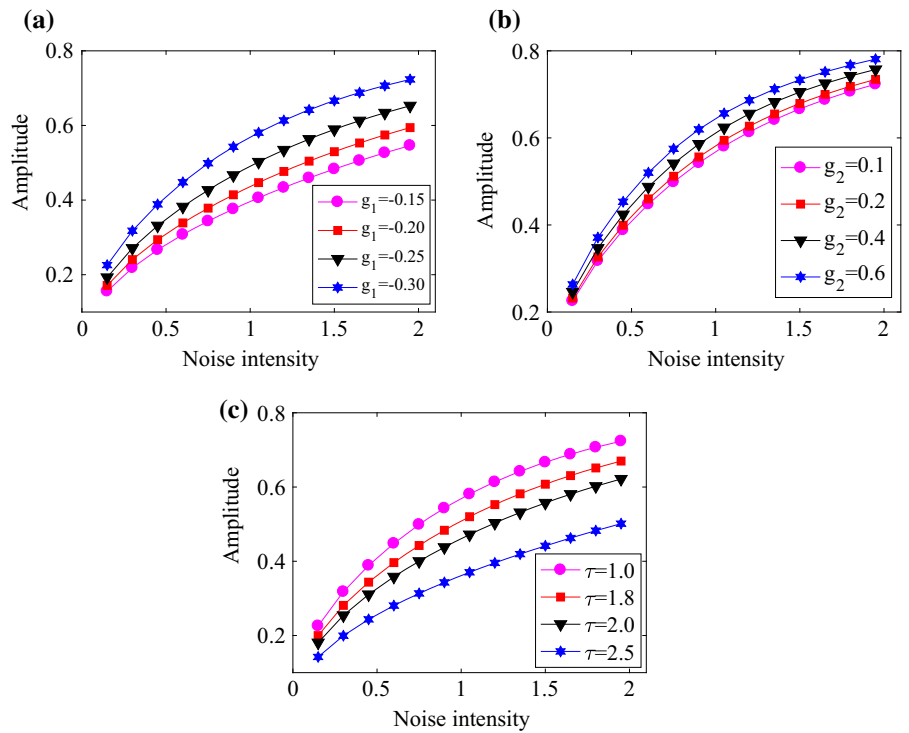 (a)
Amplitude
0.8
0.6
0.4
0.2
0
0.5
1
1.5
2
Noise intensity
g1=-0.15
g1=-0.20
g1=-0.25
g1=-0.30
(b)
Amplitude
0.8
0.6
0.4
0.2
0
0.5
1
1.5
2
Noise intensity
g2=0.1
g2=0.2
g2=0.4
g2=0.6
(c)
Amplitude
0.8
0.6
0.4
0.2
0
0.5
1
1.5
2
Noise intensity
τ=1.0
τ=1.8
τ=2.0
τ=2.5